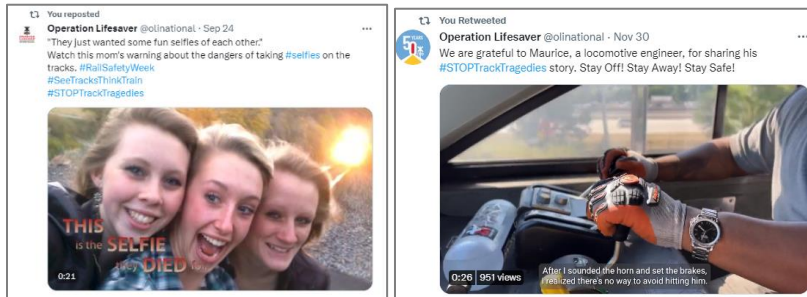 You reposted
Operation Lifesaver @olinational · Sep 24
"They just wanted some fun selfies of each other."
Watch this mom's warning about the dangers of taking #selfies on the
tracks. #RailSafetyWeek
#SeeTracksThinkTrain
#STOPTrackTragedies
THIS
is the SELFIE
they DIED
0:21
You Retweeted
Operation Lifesaver @olinational · Nov 30
We are grateful to Maurice, a locomotive engineer, for sharing his
#STOPTrackTragedies story. Stay Off! Stay Away! Stay Safe!
0:26 951 views
After I sounded the horn and set the brakes,
I realized there's no way to avoid hitting him.